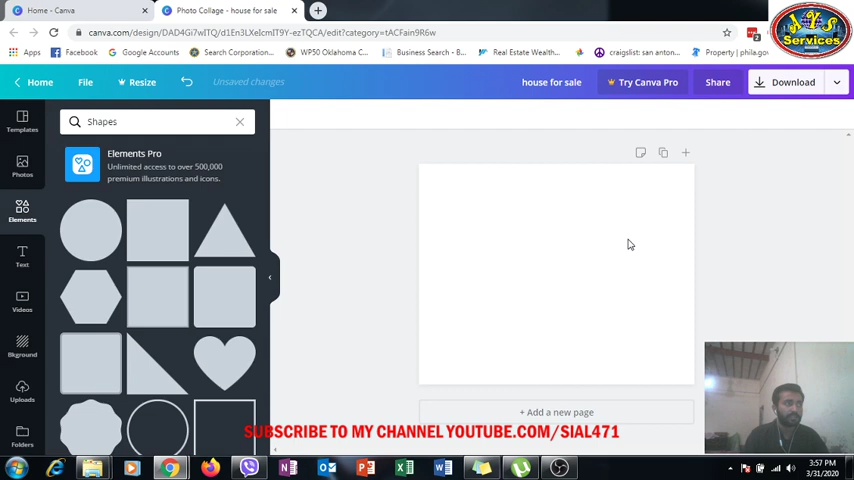 Home - Canva
Photo Collage - house for sale
canva.com/design/DAD4Gi7wITQ/d1En3LXeIcmIT9Y-ezTQCA/edit?category=tACFain9R6w
Apps
Facebook
Google Accounts
Search Corporation...
WP50 Oklahoma C...
Business Search - B...
Real Estate Wealth...
craigslist: san anton...
Property | phila.gov
JYS
Services
Home
File
Resize
Unsaved changes
house for sale
Try Canva Pro
Share
Download
Templates
Photos
Elements
Text
Videos
Bkground
Uploads
Folders
Shapes
Elements Pro
Unlimited access to over 500,000
premium illustrations and icons.
+ Add a new page
SUBSCRIBE TO MY CHANNEL YOUTUBE.COM/SIAL471
3:57 PM
3/31/2020